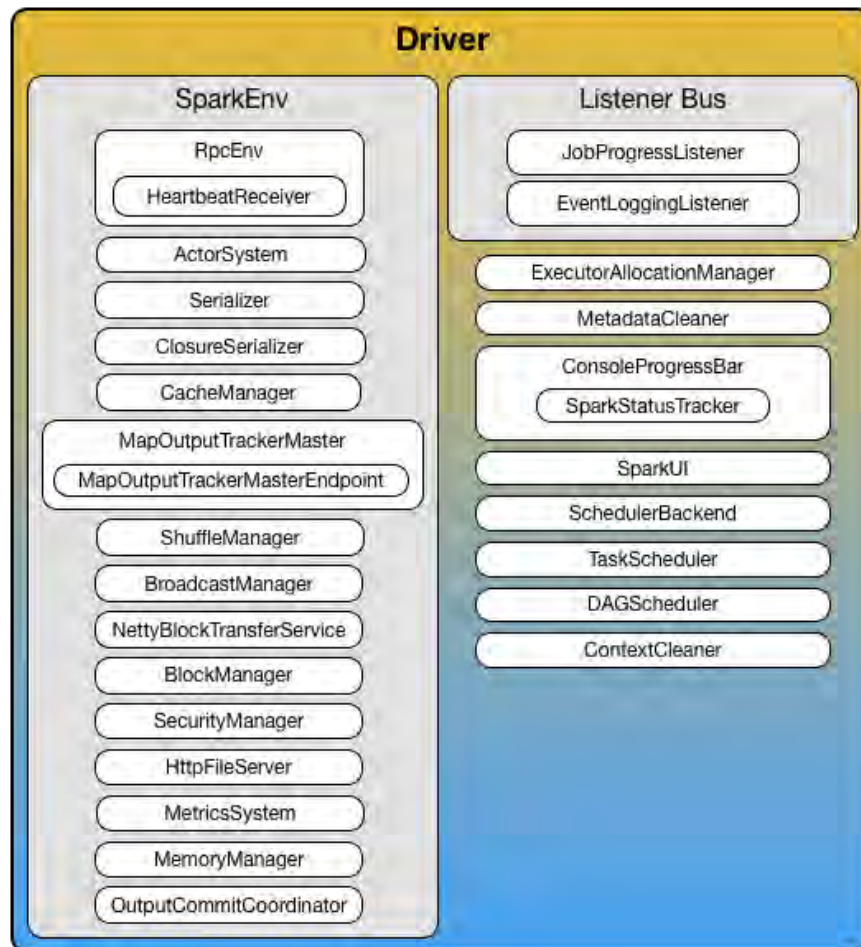 Driver
SparkEnv
RpcEnv
HeartbeatReceiver
ActorSystem
Serializer
ClosureSerializer
CacheManager
MapOutputTrackerMaster
MapOutputTrackerMasterEndpoint
ShuffleManager
BroadcastManager
NettyBlockTransferService
BlockManager
SecurityManager
HttpFileServer
MetricsSystem
MemoryManager
OutputCommitCoordinator
Listener Bus
JobProgressListener
EventLoggingListener
ExecutorAllocationManager
MetadataCleaner
ConsoleProgressBar
SparkStatusTracker
SparkUI
SchedulerBackend
TaskScheduler
DAGScheduler
ContextCleaner